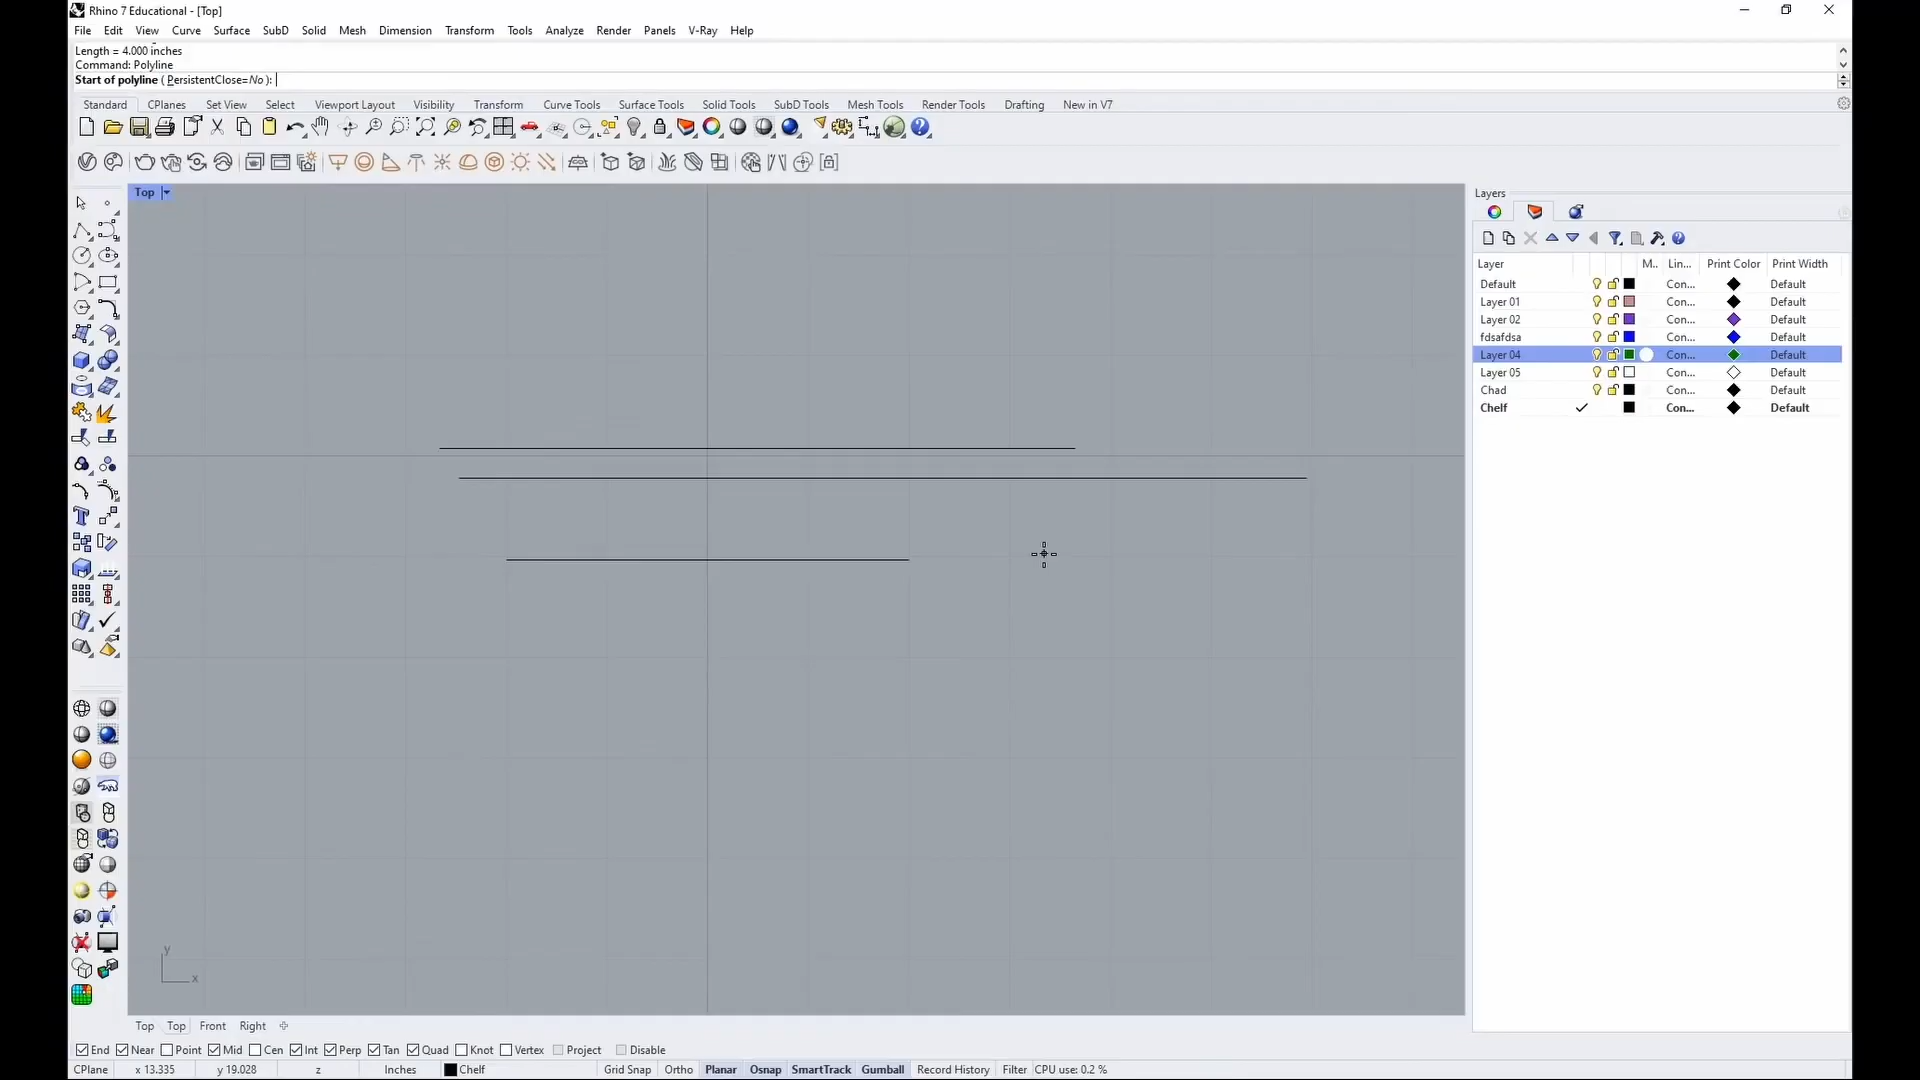 Rhino 7 Educational - [Top]
File Edit View Curve Surface SubD Solid Mesh Dimension Transform Tools Analyze Render Panels V-Ray Help
Length = 4.000 inches
Command: Polyline
Start of polyline ( PersistentClose=No ):
Standard CPlanes Set View Select Viewport Layout Visibility Transform Curve Tools Surface Tools Solid Tools SubD Tools Mesh Tools Render Tools Drafting New in V7
Top
Layers
Layer M.. Lin... Print Color Print Width
Default Con... Default
Layer 01 Con... Default
Layer 02 Con... Default
fdsafdsa Con... Default
Layer 04 Con... Default
Layer 05 Con... Default
Chad Con... Default
Chelf Con... Default
y
x
Top Top Front Right
End Near Point Mid Cen Int Perp Tan Quad Knot Vertex Project Disable
CPlane x 13.335 y 19.028 z Inches Chelf Grid Snap Ortho Planar Osnap SmartTrack Gumball Record History Filter CPU use: 0.2 %